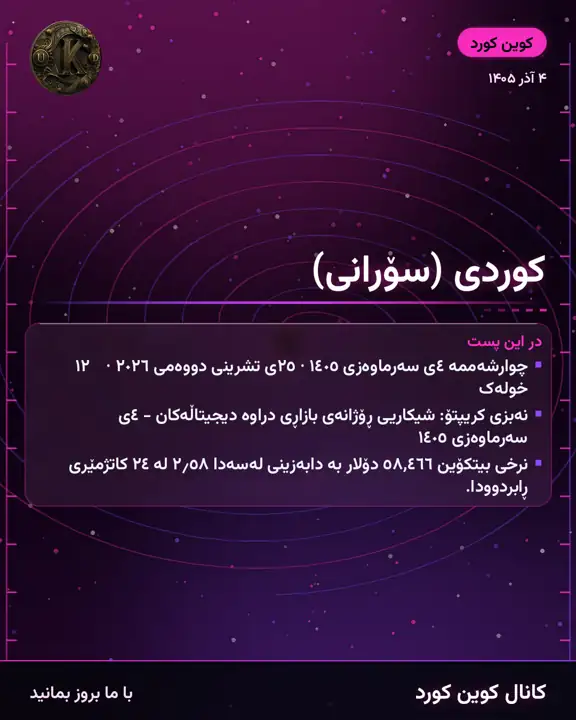 کوین کورد
۴ آذر ۱۴۰۵
K
کوردی (سۆرانی)
در این پست
چوارشەممە ٤ی سەرماوەزی ١٤٠٥ · ٢٥ی تشرینی دووەمی ٢٠٢٦ · ١٢
خولەک
نەبزی کریپتۆ: شیکاریی ڕۆژانەی بازاڕی دراوە دیجیتاڵەکان – ٤ی
سەرماوەزی ١٤٠٥
نرخی بیتکۆین ٥٨,٤٦٦ دۆلار بە دابەزینی لەسەدا ٢٫٥٨ لە ٢٤ کاتژمێری
ڕابردوودا.
کانال کوین کورد
با ما بروز بمانید